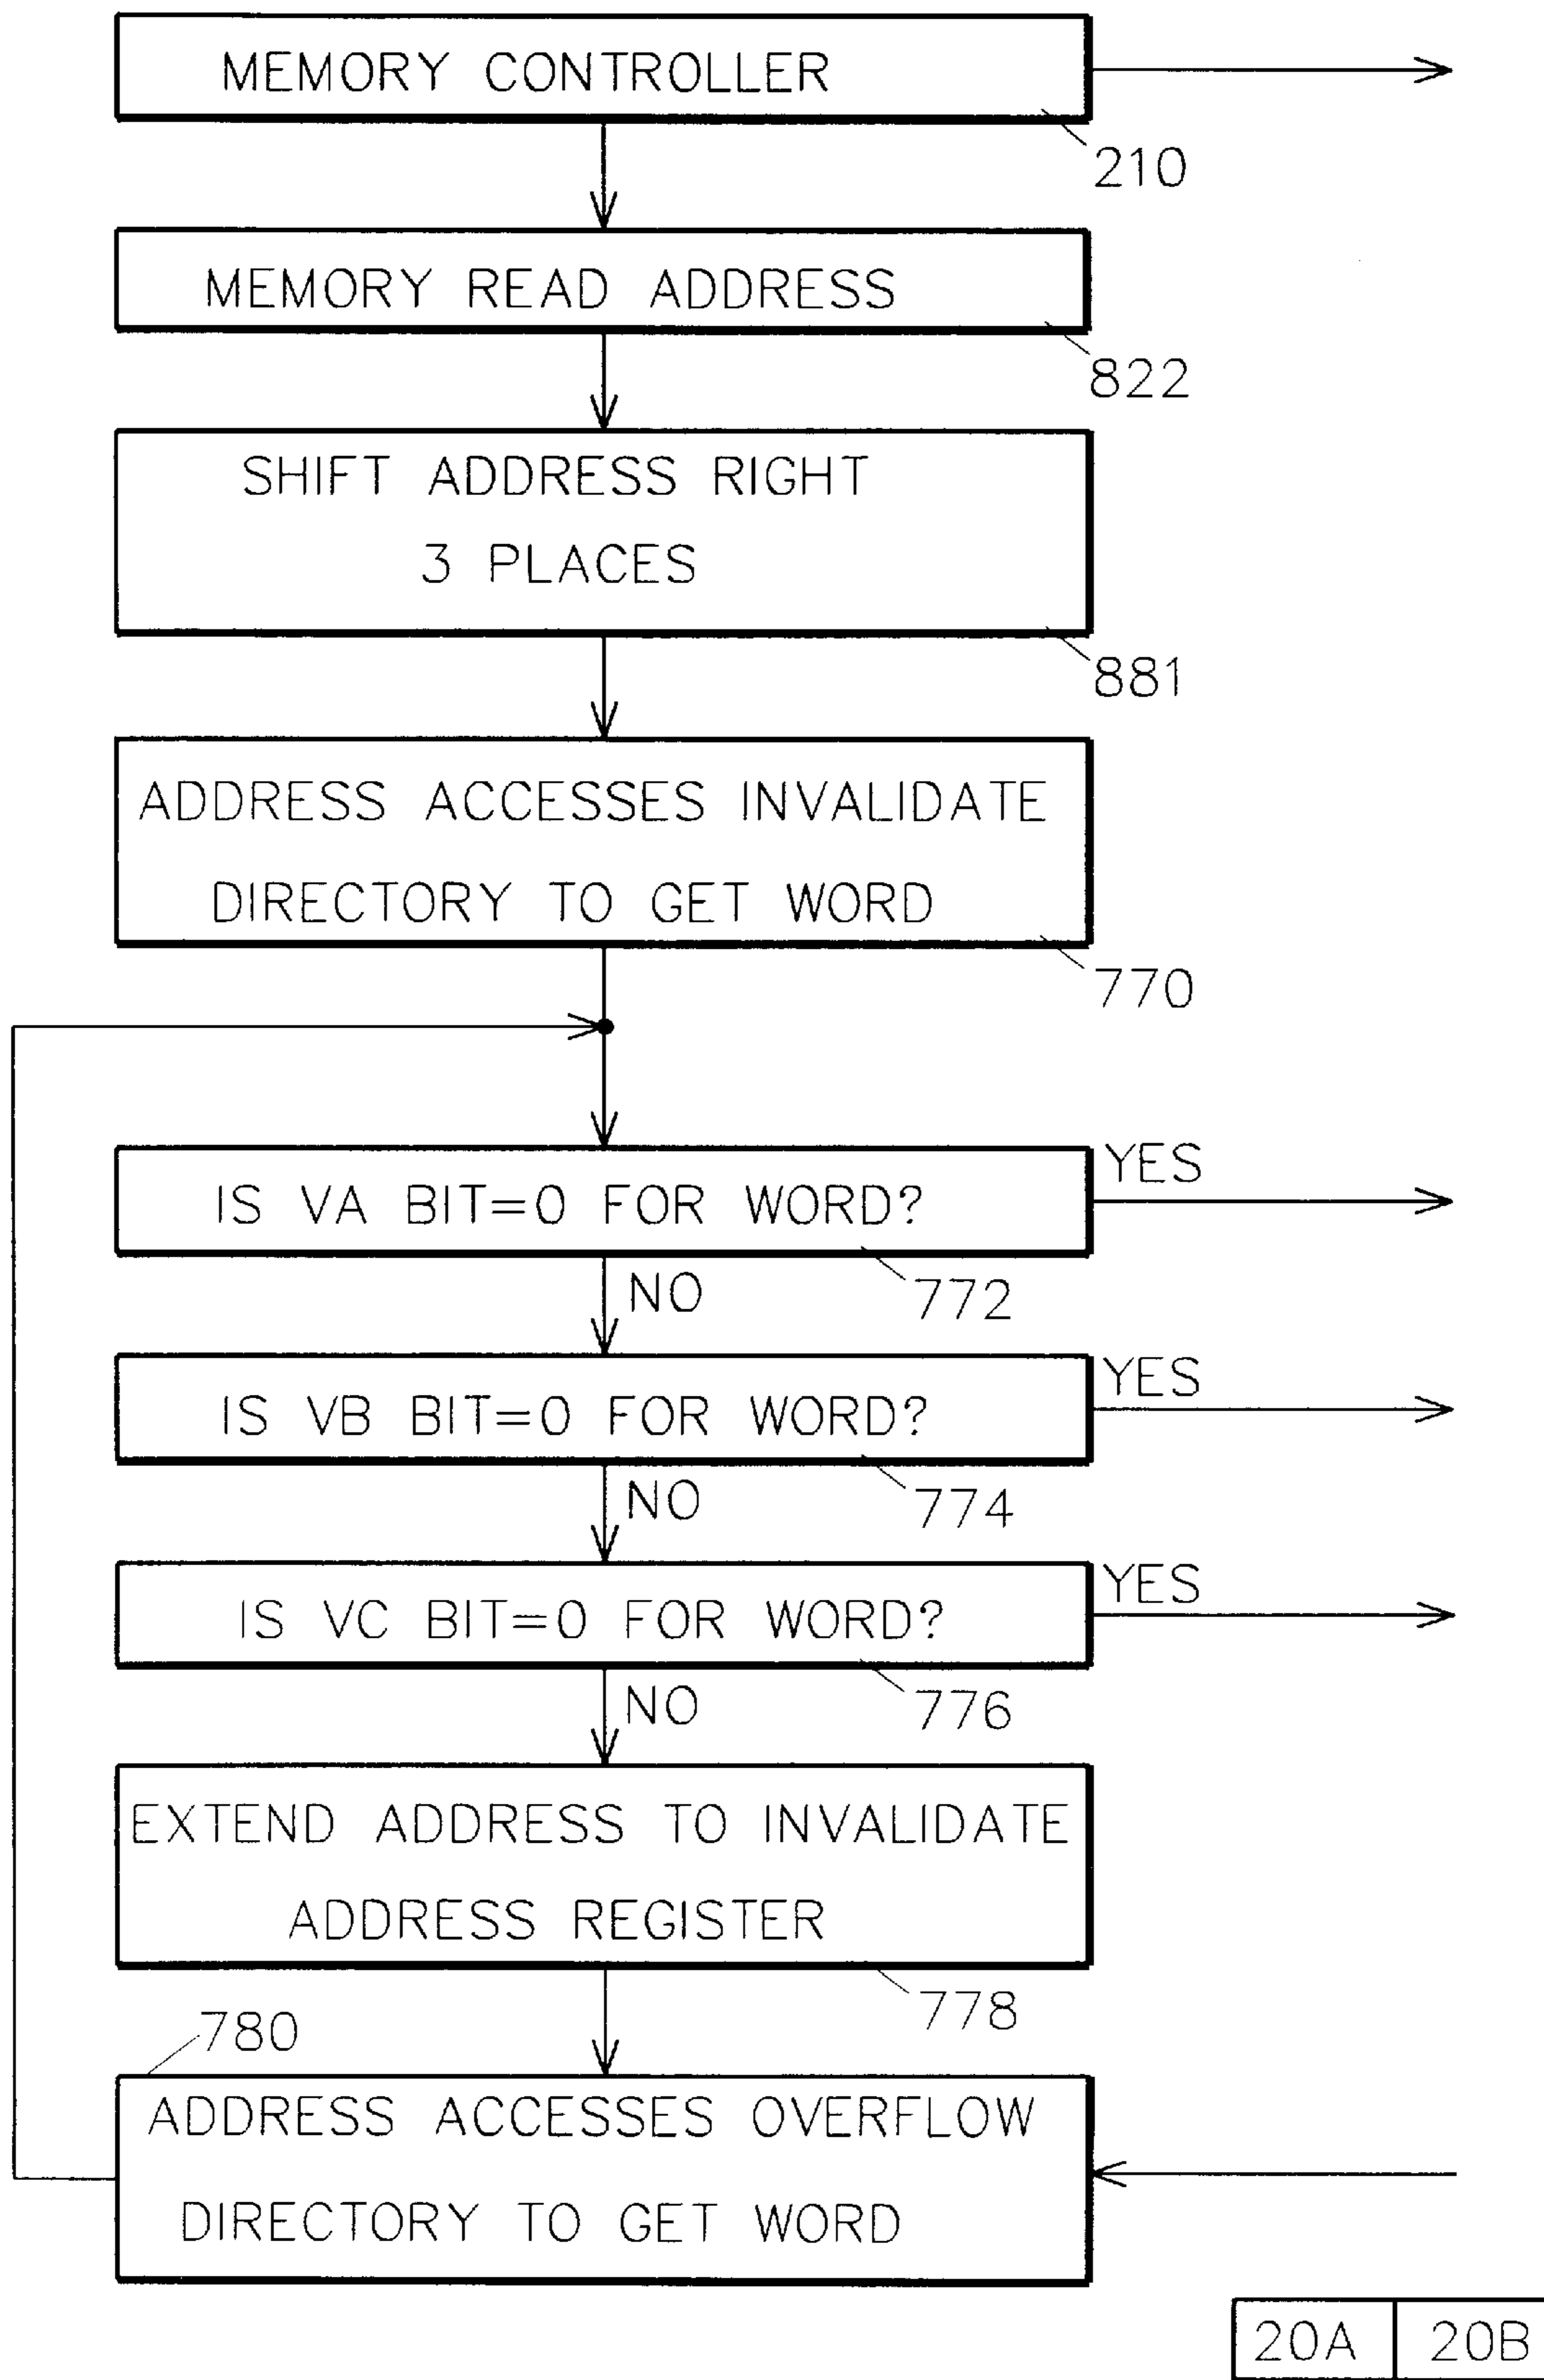 MEMORY CONTROLLER
210
MEMORY READ ADDRESS
822
SHIFT ADDRESS RIGHT
3 PLACES
881
ADDRESS ACCESSES INVALIDATE
DIRECTORY TO GET WORD
770
IS VA BIT=0 FOR WORD?
YES
772
NO
IS VB BIT=0 FOR WORD?
YES
774
NO
IS VC BIT=0 FOR WORD?
YES
776
NO
EXTEND ADDRESS TO INVALIDATE
ADDRESS REGISTER
778
780
ADDRESS ACCESSES OVERFLOW
DIRECTORY TO GET WORD
20A 20B